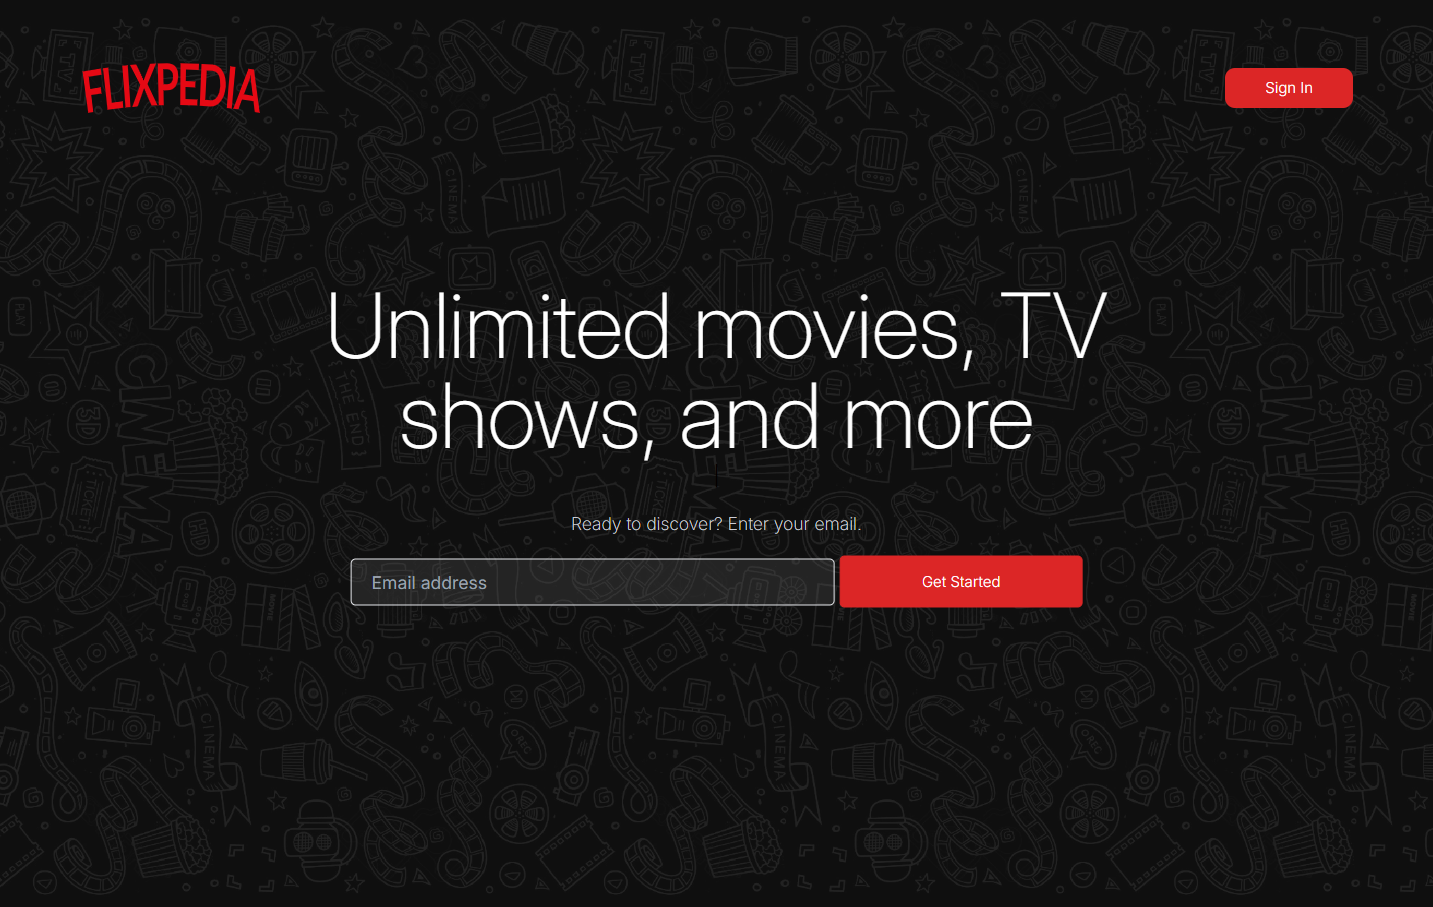 FLIXPEDIA
Sign In
Unlimited movies, TV
shows, and more
Ready to discover? Enter your email.
Email address
Get Started